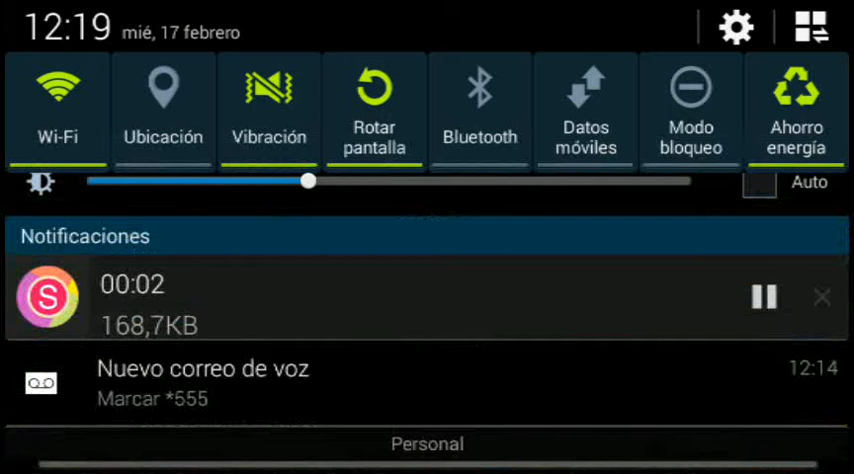 12:19 mié, 17 febrero
Wi-Fi
Ubicación
Vibración
Rotar
pantalla
Bluetooth
Datos
móviles
Modo
bloqueo
Ahorro
energía
Auto
Notificaciones
S
00:02
168,7KB
Nuevo correo de voz
12:14
Marcar *555
Personal